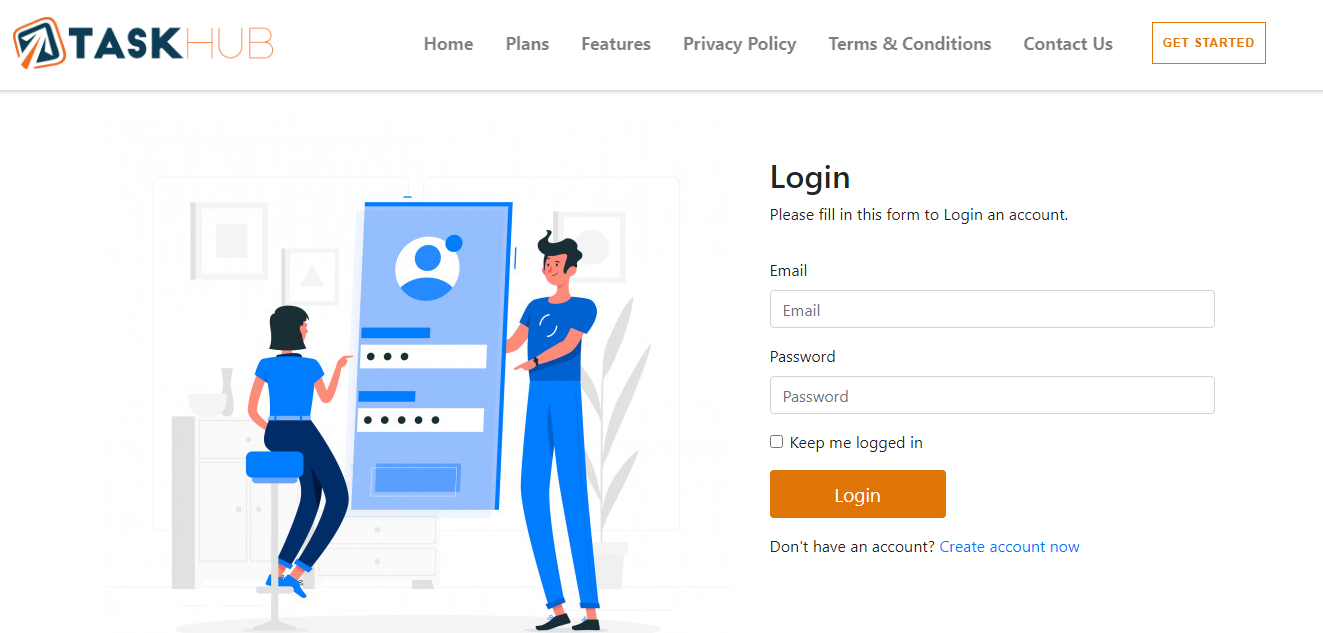 TASKHUB
Home Plans Features Privacy Policy Terms & Conditions Contact Us GET STARTED
Login
Please fill in this form to Login an account.
Email
Email
Password
Password
Keep me logged in
Login
Don't have an account? Create account now